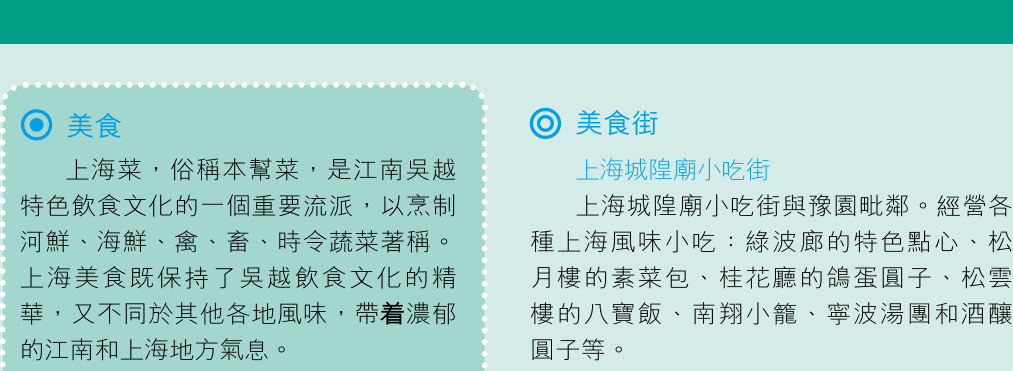 美食
上海菜，俗稱本幫菜，是江南吳越
特色飲食文化的一個重要流派，以烹制
河鮮、海鮮、禽、畜、時令蔬菜著稱。
上海美食既保持了吳越飲食文化的精
華，又不同於其他各地風味，帶着濃郁
的江南和上海地方氣息。
美食街
上海城隍廟小吃街
上海城隍廟小吃街與豫園毗鄰。經營各
種上海風味小吃：綠波廊的特色點心、松
月樓的素菜包、桂花廳的鴿蛋圓子、松雲
樓的八寶飯、南翔小籠、寧波湯團和酒釀
圓子等。